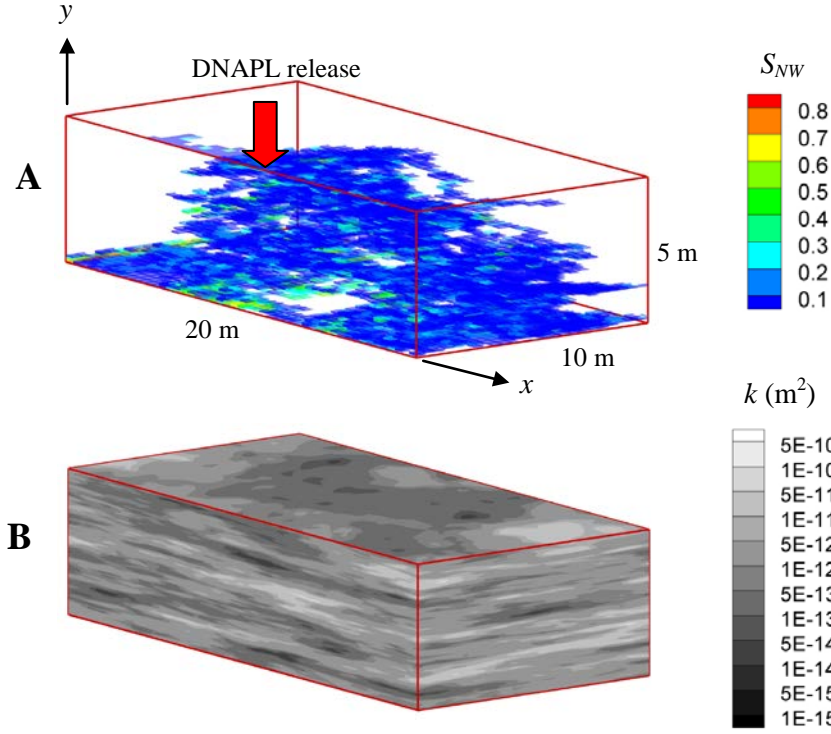 y
DNAPL release
A
5 m
20 m
10 m
x
S_NW
0.8
0.7
0.6
0.5
0.4
0.3
0.2
0.1
B
k (m²)
5E-10
1E-10
5E-11
1E-11
5E-12
1E-12
5E-13
1E-13
5E-14
1E-14
5E-15
1E-15